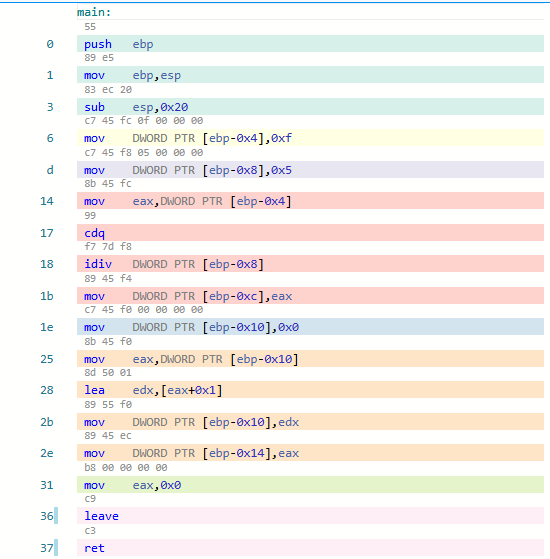 main:
55
0 push ebp
89 e5
1 mov ebp,esp
83 ec 20
3 sub esp,0x20
c7 45 fc 0f 00 00 00
6 mov DWORD PTR [ebp-0x4],0xf
c7 45 f8 05 00 00 00
d mov DWORD PTR [ebp-0x8],0x5
8b 45 fc
14 mov eax,DWORD PTR [ebp-0x4]
99
17 cdq
f7 7d f8
18 idiv DWORD PTR [ebp-0x8]
89 45 f4
1b mov DWORD PTR [ebp-0xc],eax
c7 45 f0 00 00 00 00
1e mov DWORD PTR [ebp-0x10],0x0
8b 45 f0
25 mov eax,DWORD PTR [ebp-0x10]
8d 50 01
28 lea edx,[eax+0x1]
89 55 f0
2b mov DWORD PTR [ebp-0x10],edx
89 45 ec
2e mov DWORD PTR [ebp-0x14],eax
b8 00 00 00 00
31 mov eax,0x0
c9
36 leave
c3
37 ret